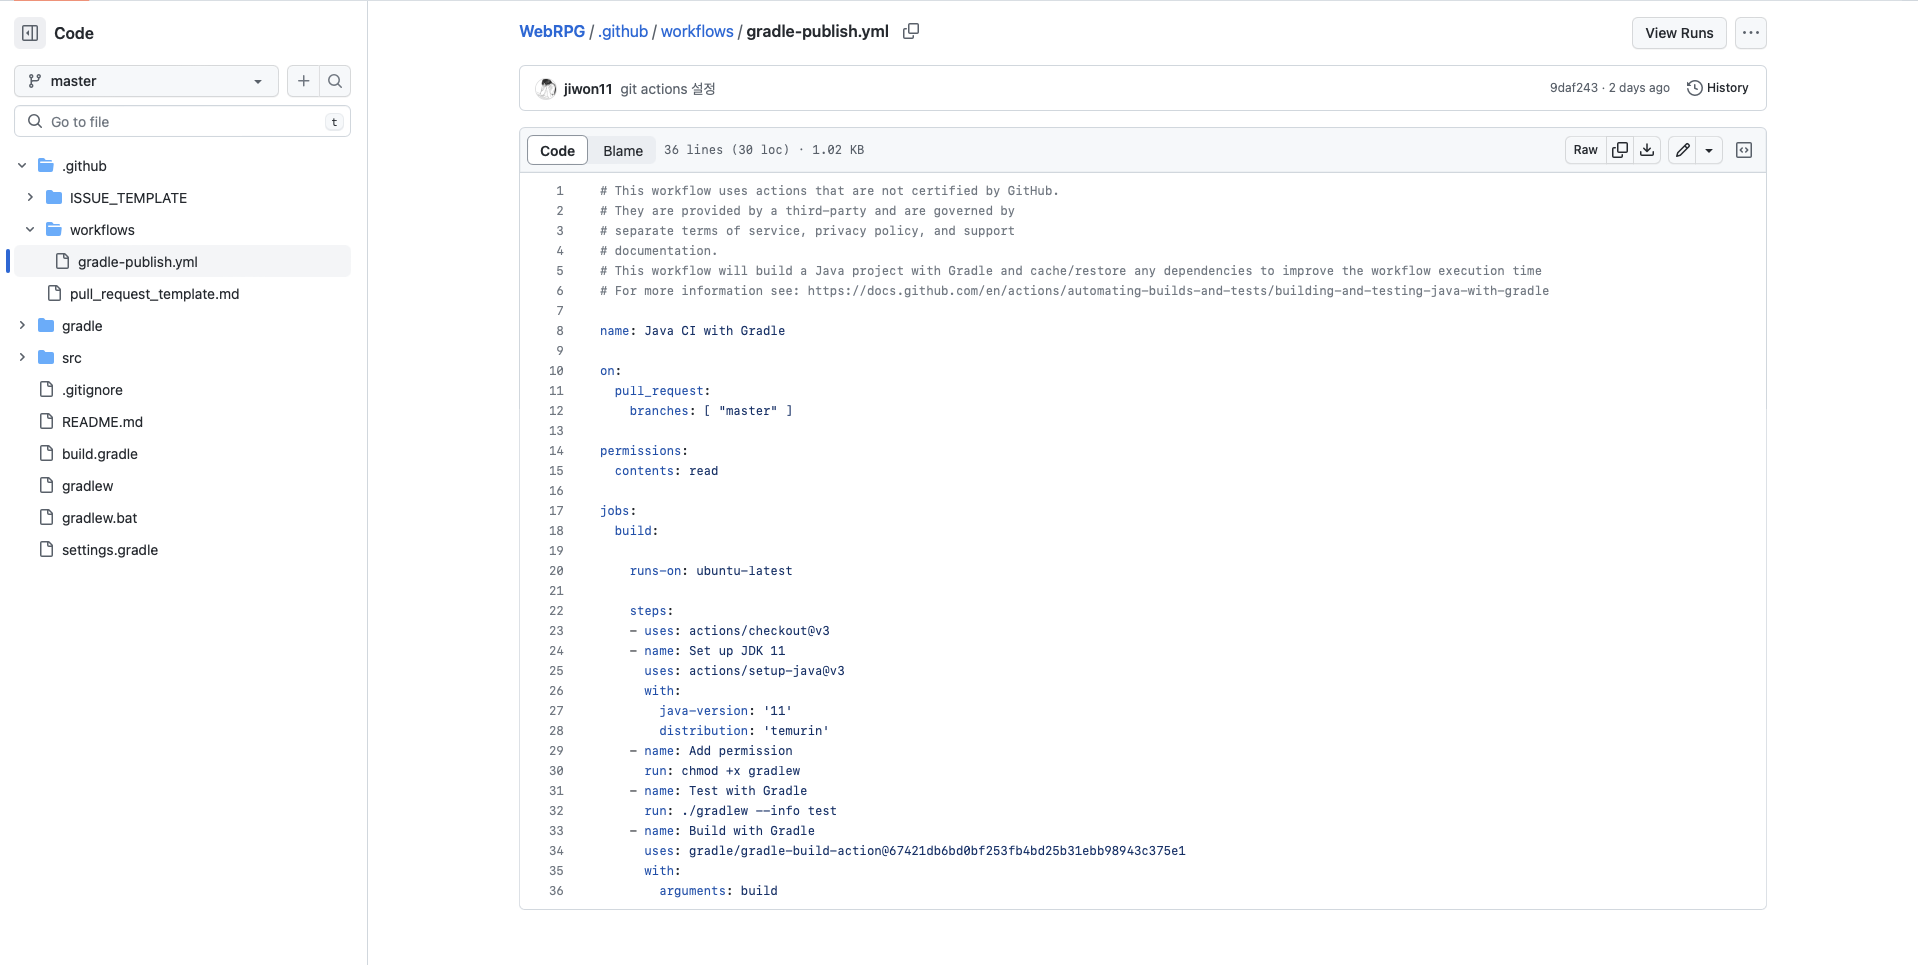 Code
master
Go to file
t
.github
ISSUE_TEMPLATE
workflows
gradle-publish.yml
pull_request_template.md
gradle
src
.gitignore
README.md
build.gradle
gradlew
gradlew.bat
settings.gradle
WebRPG / .github / workflows / gradle-publish.yml
View Runs
jiwon11 git actions 설정
9daf243 · 2 days ago
History
Code Blame 36 lines (30 loc) · 1.02 KB
Raw
1 # This workflow uses actions that are not certified by GitHub.
2 # They are provided by a third-party and are governed by
3 # separate terms of service, privacy policy, and support
4 # documentation.
5 # This workflow will build a Java project with Gradle and cache/restore any dependencies to improve the workflow execution time
6 # For more information see: https://docs.github.com/en/actions/automating-builds-and-tests/building-and-testing-java-with-gradle
7
8 name: Java CI with Gradle
9
10 on:
11   pull_request:
12     branches: [ "master" ]
13
14 permissions:
15   contents: read
16
17 jobs:
18   build:
19
20     runs-on: ubuntu-latest
21
22     steps:
23     - uses: actions/checkout@v3
24     - name: Set up JDK 11
25       uses: actions/setup-java@v3
26       with:
27         java-version: '11'
28         distribution: 'temurin'
29     - name: Add permission
30       run: chmod +x gradlew
31     - name: Test with Gradle
32       run: ./gradlew --info test
33     - name: Build with Gradle
34       uses: gradle/gradle-build-action@67421db6bd0bf253fb4bd25b31ebb98943c375e1
35       with:
36         arguments: build